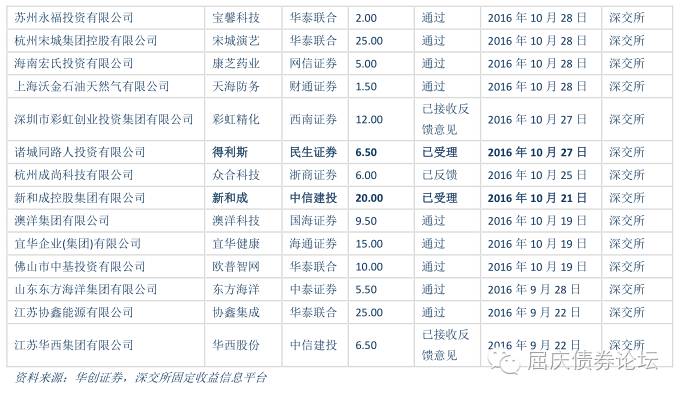 苏州永福投资有限公司 宝馨科技 华泰联合 2.00 通过 2016 年 10 月 28 日 深交所
杭州宋城集团控股有限公司 宋城演艺 华泰联合 25.00 通过 2016 年 10 月 28 日 深交所
海南宏氏投资有限公司 康芝药业 网信证券 5.00 通过 2016 年 10 月 28 日 深交所
上海沃金石油天然气有限公司 天海防务 财通证券 1.50 通过 2016 年 10 月 28 日 深交所
深圳市彩虹创业投资集团有限公司 彩虹精化 西南证券 12.00 已接收反 2016 年 10 月 27 日 深交所
馈意见
诸城同路人投资有限公司 得利斯 民生证券 6.50 已受理 2016 年 10 月 27 日 深交所
杭州成尚科技有限公司 众合科技 浙商证券 6.00 已反馈 2016 年 10 月 25 日 深交所
新和成控股集团有限公司 新和成 中信建投 20.00 已受理 2016 年 10 月 21 日 深交所
澳洋集团有限公司 澳洋科技 国海证券 9.50 通过 2016 年 10 月 19 日 深交所
宜华企业(集团)有限公司 宜华健康 海通证券 15.00 通过 2016 年 10 月 19 日 深交所
佛山市中基投资有限公司 欧普智网 华泰联合 10.00 通过 2016 年 10 月 19 日 深交所
山东东方海洋集团有限公司 东方海洋 中泰证券 5.50 通过 2016 年 9 月 28 日 深交所
江苏协鑫能源有限公司 协鑫集成 华泰联合 25.00 通过 2016 年 9 月 22 日 深交所
江苏华西集团有限公司 华西股份 中信建投 6.50 已接收反 2016 年 9 月 22 日 深交所
馈意见
资料来源：华创证券，深交所固定收益信息平台
屈庆债券论坛